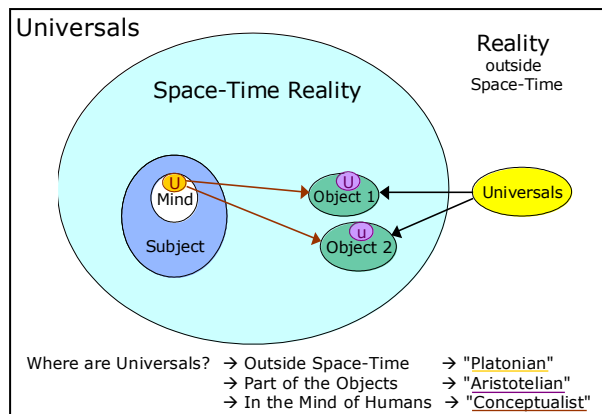 Universals
Reality
outside
Space-Time
Space-Time Reality
U
Mind
Subject
U
Object 1
u
Object 2
Universals
Where are Universals? → Outside Space-Time → "Platonian"
→ Part of the Objects → "Aristotelian"
→ In the Mind of Humans → "Conceptualist"